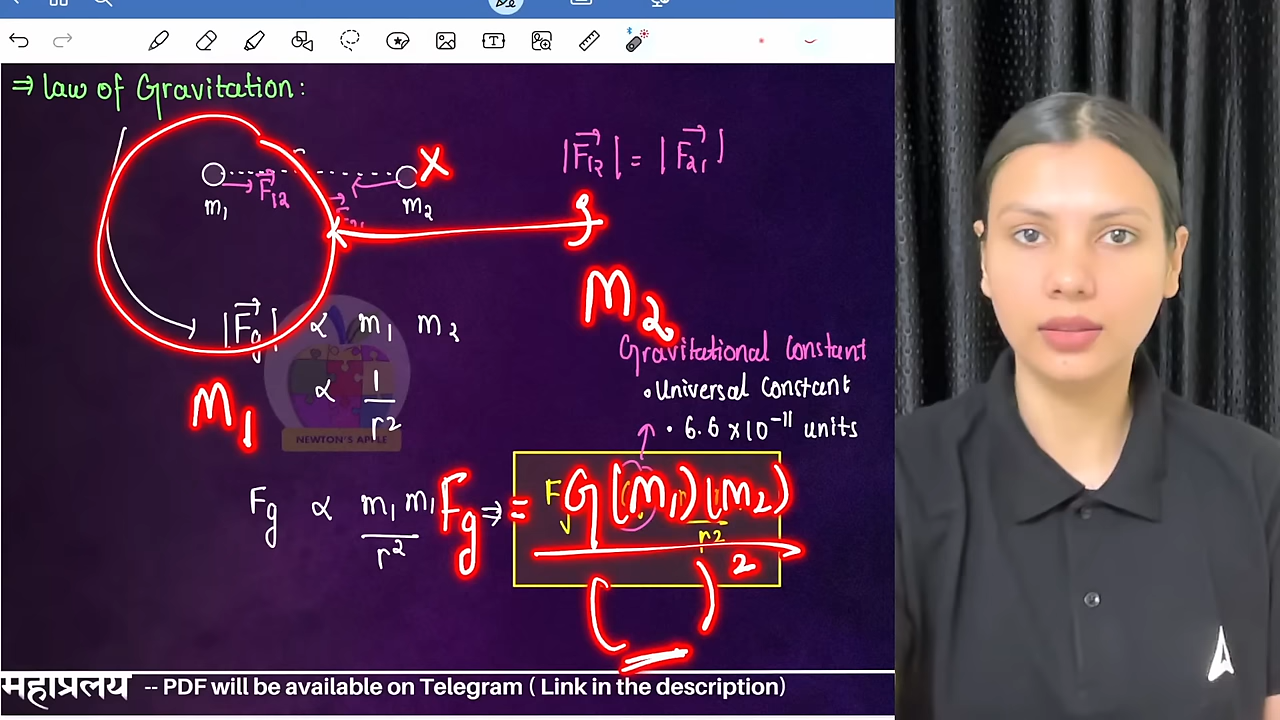 ⇒ Law of Gravitation:
|F⃗₁₂| = |F⃗₂₁|
X
F⃗₁₂
m₁ m₂
M₂
|F⃗g| ∝ m₁ m₂
Gravitational Constant
∝ 1/r²
• Universal Constant
M₁
• 6.6 × 10⁻¹¹ units
NEWTON'S APPLE
Fg ∝ m₁ m₁/r² ⇒
Fg = G(M₁)(M₂)/( )²
महाप्रलय -- PDF will be available on Telegram ( Link in the description)